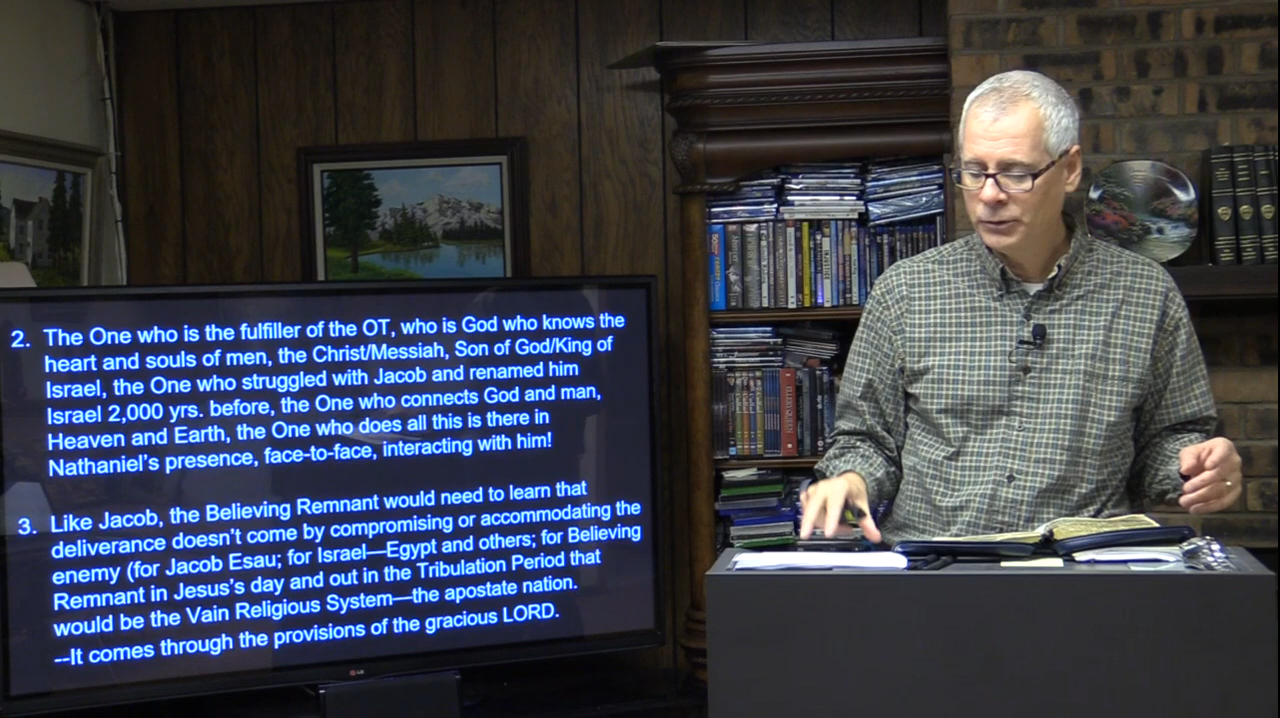 2. The One who is the fulfiller of the OT, who is God who knows the
heart and souls of men, the Christ/Messiah, Son of God/King of
Israel, the One who struggled with Jacob and renamed him
Israel 2,000 yrs. before, the One who connects God and man,
Heaven and Earth, the One who does all this is there in
Nathaniel's presence, face-to-face, interacting with him!
3. Like Jacob, the Believing Remnant would need to learn that
deliverance doesn't come by compromising or accommodating the
enemy (for Jacob Esau; for Israel—Egypt and others; for Believing
Remnant in Jesus's day and out in the Tribulation Period that
would be the Vain Religious System—the apostate nation.
--It comes through the provisions of the gracious LORD.
LG
ELLERY QUEEN